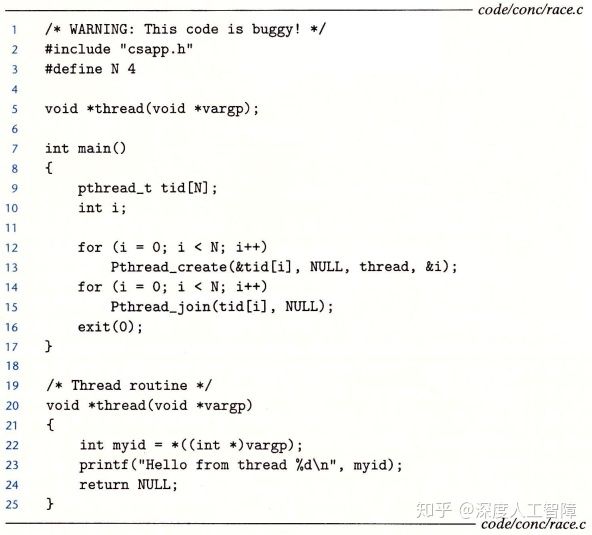 code/conc/race.c
1 /* WARNING: This code is buggy! */
2 #include "csapp.h"
3 #define N 4
4
5 void *thread(void *vargp);
6
7 int main()
8 {
9     pthread_t tid[N];
10     int i;
11
12     for (i = 0; i < N; i++)
13         Pthread_create(&tid[i], NULL, thread, &i);
14     for (i = 0; i < N; i++)
15         Pthread_join(tid[i], NULL);
16     exit(0);
17 }
18
19 /* Thread routine */
20 void *thread(void *vargp)
21 {
22     int myid = *((int *)vargp);
23     printf("Hello from thread %d\n", myid);
24     return NULL;
25 }
知乎 @深度人工智障
code/conc/race.c